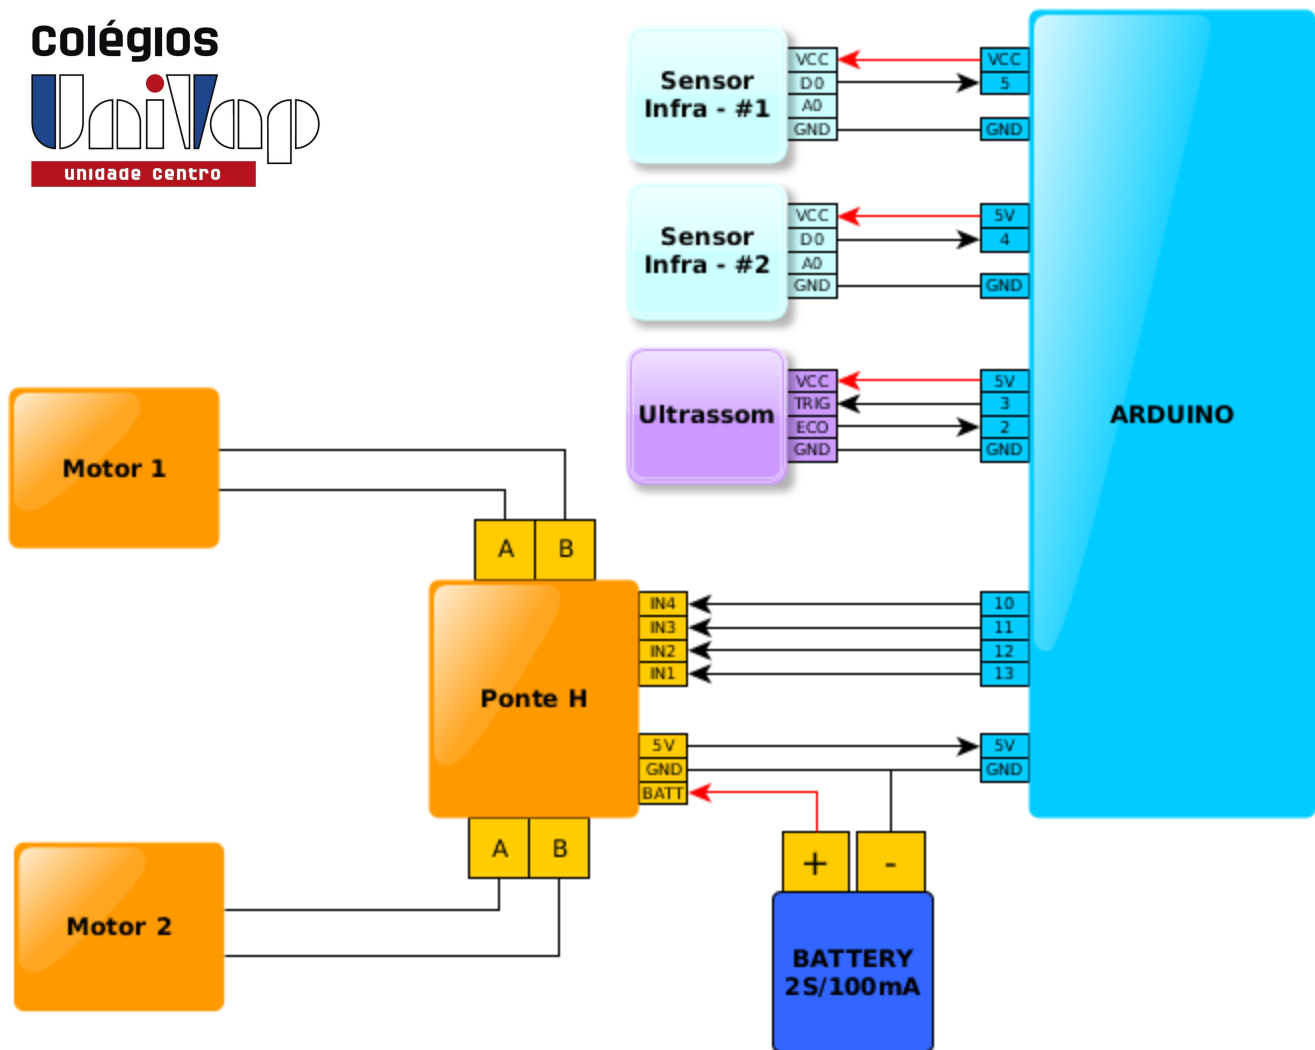 Colégios
UniVap
unidade Centro
Sensor
Infra - #1
VCC
D0
A0
GND
VCC
5
GND
Sensor
Infra - #2
VCC
D0
A0
GND
5V
4
GND
Ultrassom
VCC
TRIG
ECO
GND
5V
3
2
GND
ARDUINO
Motor 1
A B
Ponte H
IN4
IN3
IN2
IN1
10
11
12
13
5V
GND
BATT
5V
GND
A B
Motor 2
+ -
BATTERY
2S/100mA